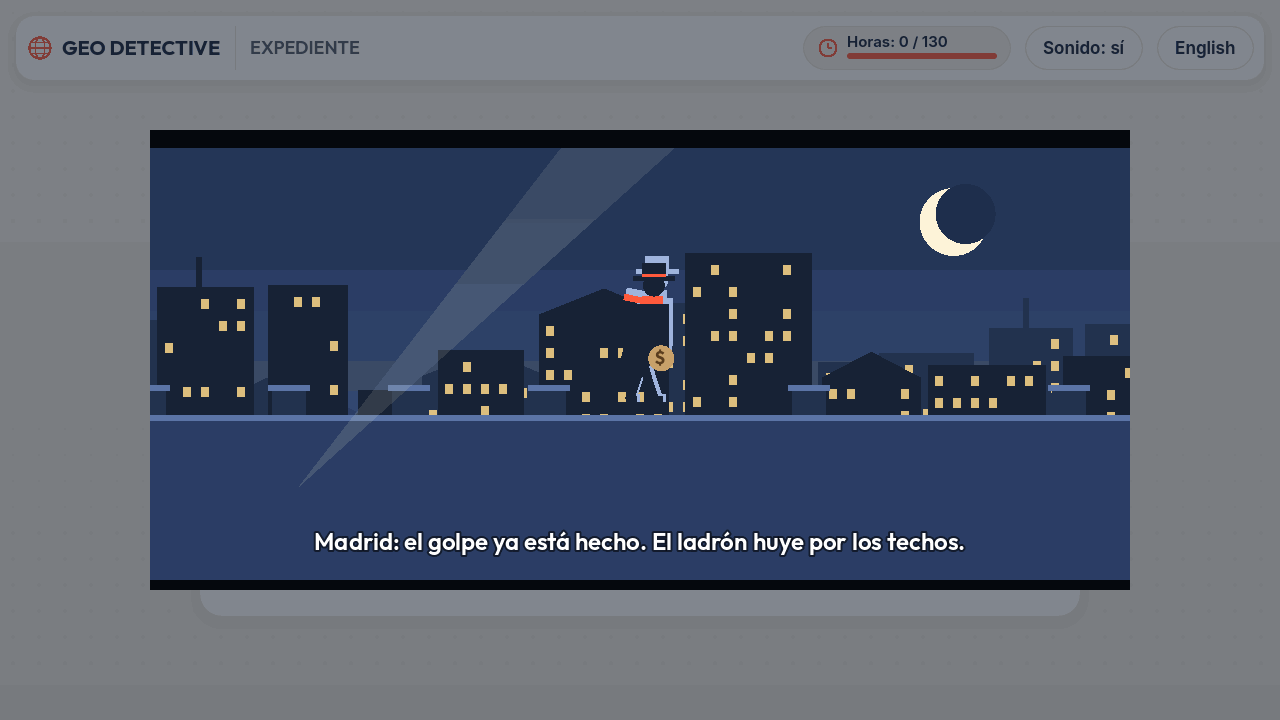 GEO DETECTIVE
EXPEDIENTE
Horas: 0 / 130
Sonido: sí
English
$
Madrid: el golpe ya está hecho. El ladrón huye por los techos.